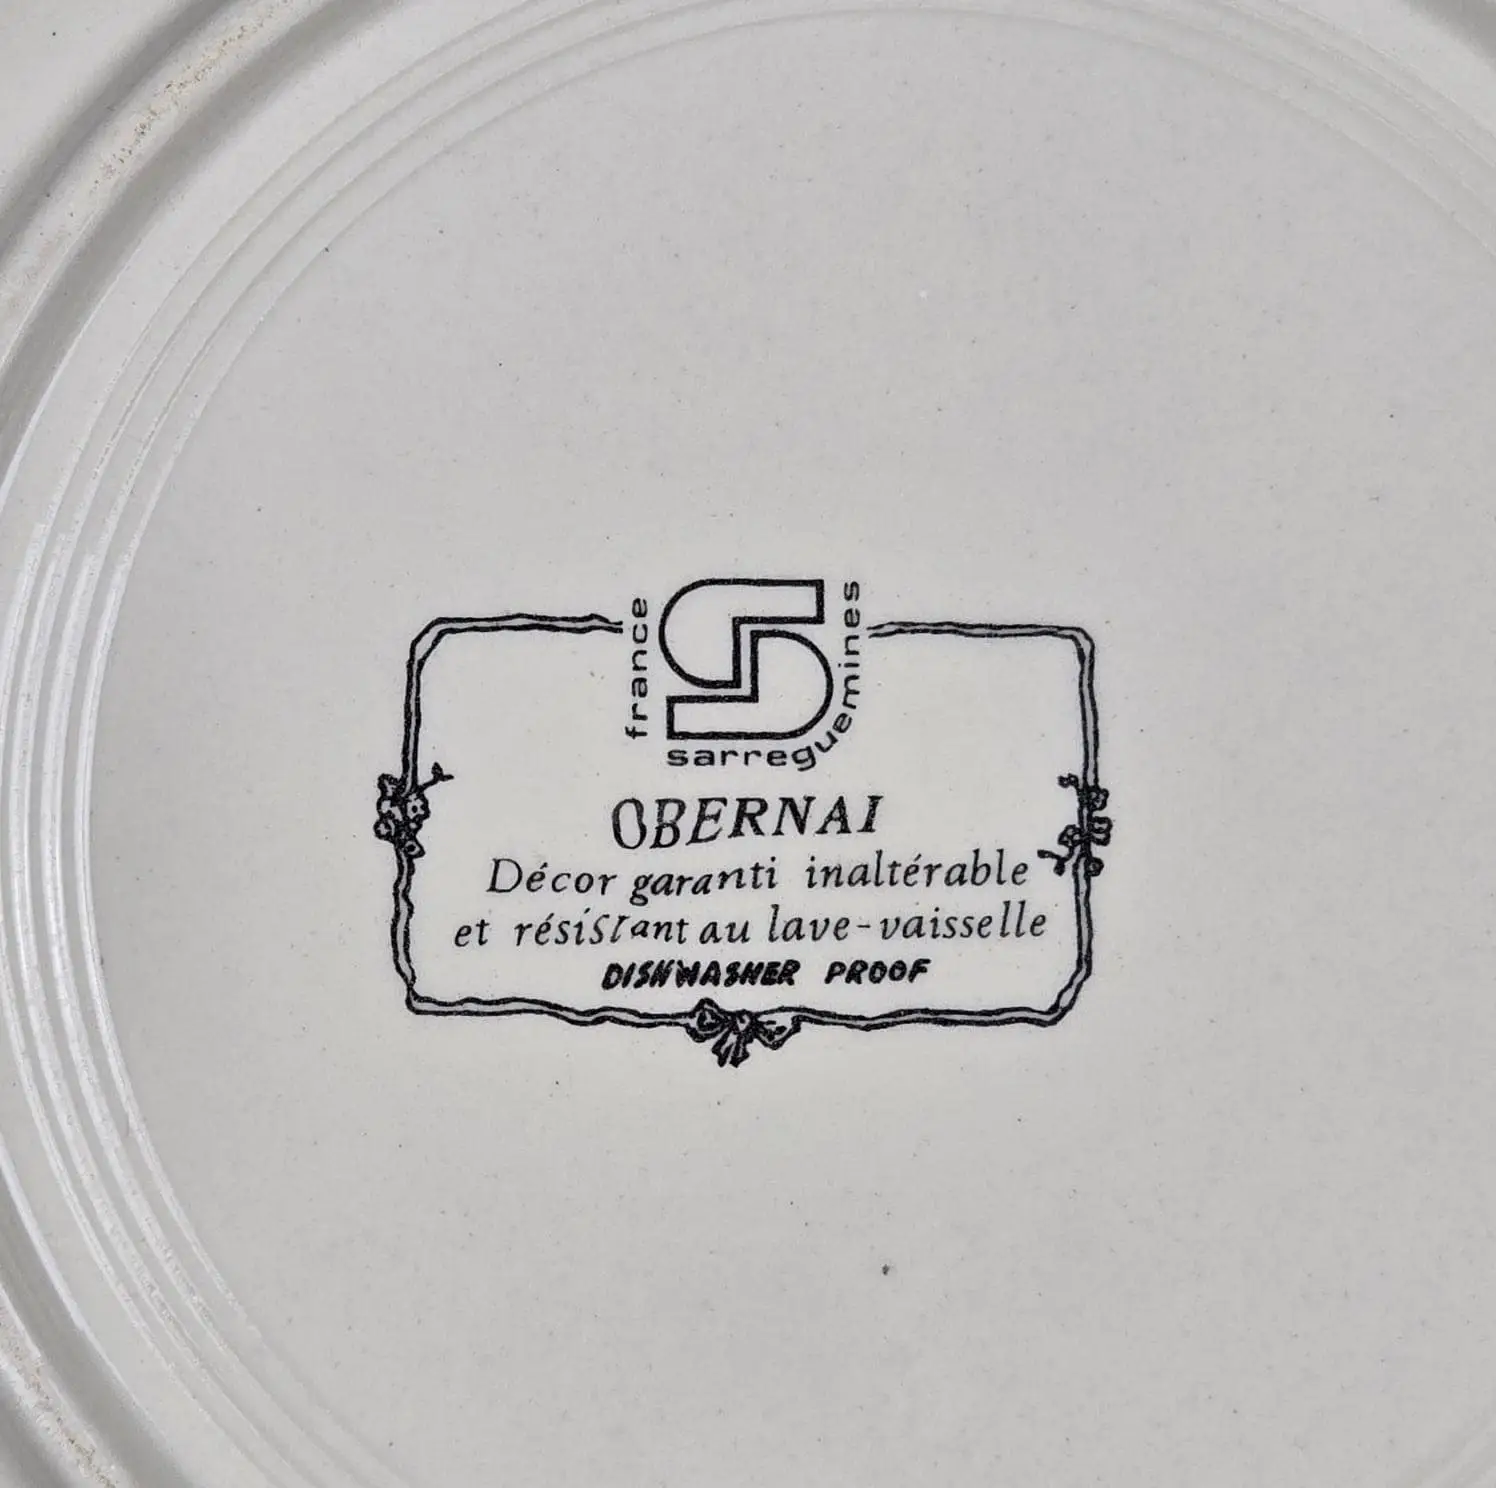 france
sarreguemines
OBERNAI
Décor garanti inaltérable
et résistant au lave-vaisselle
DISHWASHER PROOF